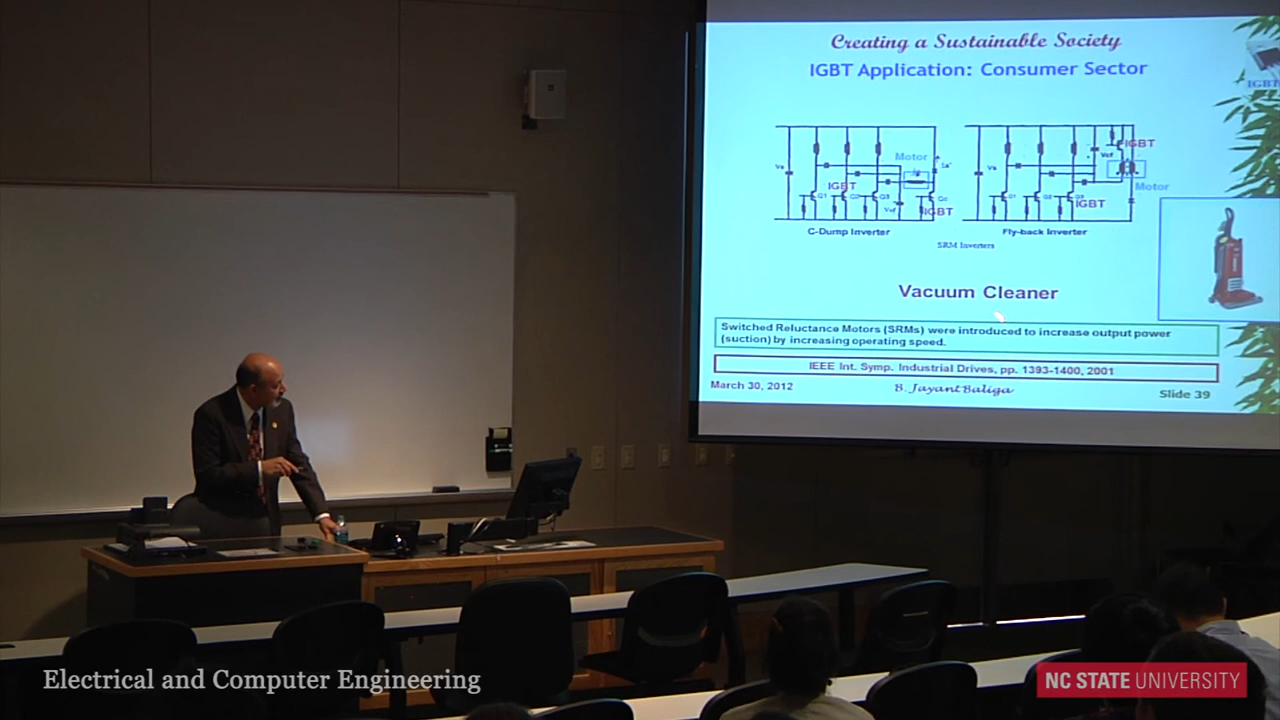 Creating a Sustainable Society
IGBT Application: Consumer Sector
IGBT
Motor
IGBT
IGBT
C-Dump Inverter
IGBT
Motor
IGBT
Fly-back Inverter
SRM Inverters
Vacuum Cleaner
Switched Reluctance Motors (SRMs) were introduced to increase output power
(suction) by increasing operating speed.
IEEE Int. Symp. Industrial Drives, pp. 1393-1400, 2001
March 30, 2012
B. Jayant Baliga
Slide 39
Electrical and Computer Engineering
NC STATE UNIVERSITY